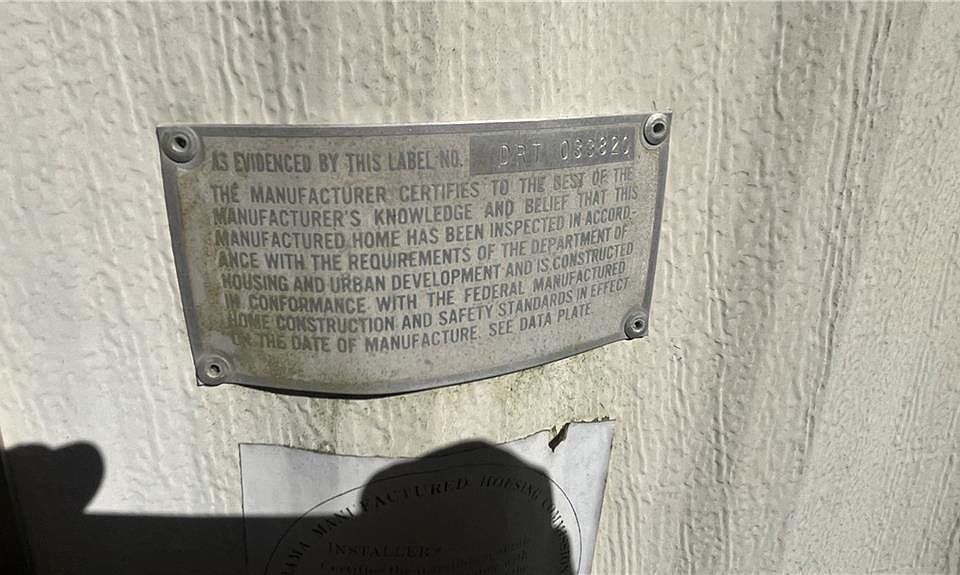 AS EVIDENCED BY THIS LABEL NO. DRT 033820
THE MANUFACTURER CERTIFIES TO THE BEST OF THE
MANUFACTURER'S KNOWLEDGE AND BELIEF THAT THIS
MANUFACTURED HOME HAS BEEN INSPECTED IN ACCORD-
ANCE WITH THE REQUIREMENTS OF THE DEPARTMENT OF
HOUSING AND URBAN DEVELOPMENT AND IS CONSTRUCTED
IN CONFORMANCE WITH THE FEDERAL MANUFACTURED
HOME CONSTRUCTION AND SAFETY STANDARDS IN EFFECT
ON THE DATE OF MANUFACTURE. SEE DATA PLATE.
AMA MANUFACTURED HOUSING COMMISSION
INSTALLER